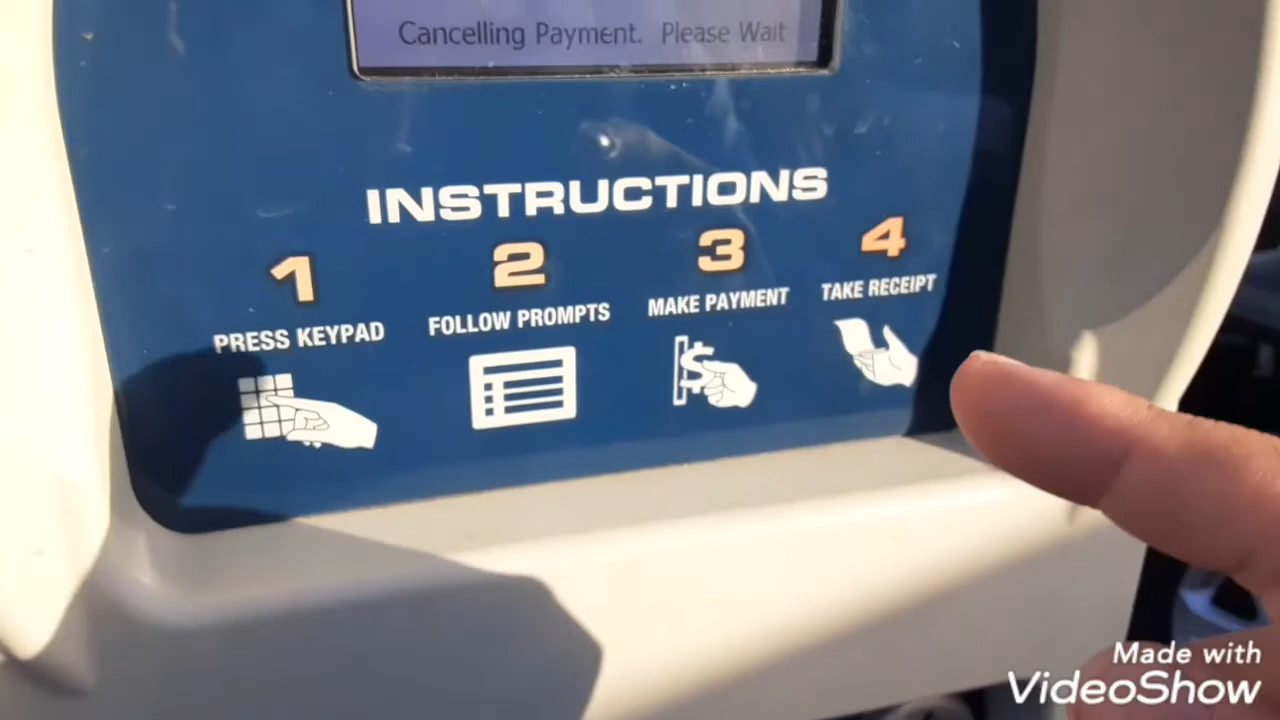 Cancelling Payment. Please Wait
INSTRUCTIONS
1 2 3 4
PRESS KEYPAD FOLLOW PROMPTS MAKE PAYMENT TAKE RECEIPT
$
Made with
VideoShow